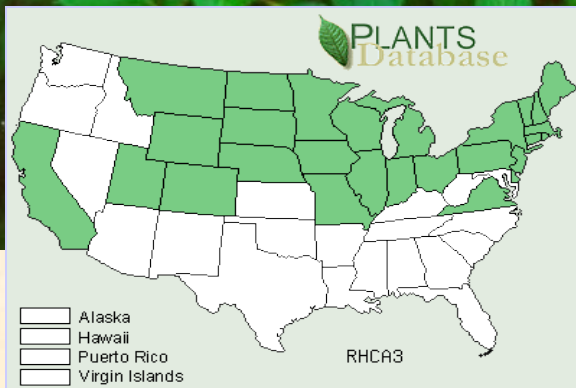 PLANTS
Database
Alaska
Hawaii
Puerto Rico
Virgin Islands
RHCA3